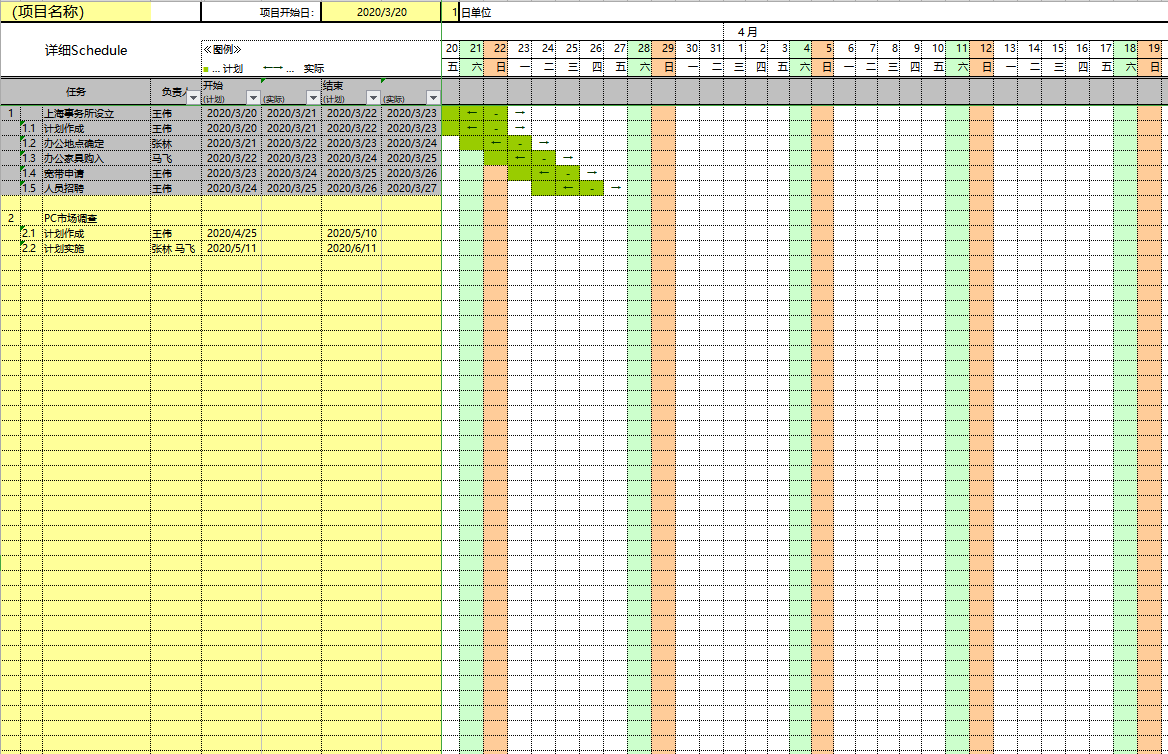 (项目名称) 项目开始日: 2020/3/20 1 日单位
4 月
详细Schedule
≪图例≫ 20 21 22 23 24 25 26 27 28 29 30 31 1 2 3 4 5 6 7 8 9 10 11 12 13 14 15 16 17 18 19
■ ... 计划 ←→ ... 实际 五 六 日 一 二 三 四 五 六 日 一 二 三 四 五 六 日 一 二 三 四 五 六 日 一 二 三 四 五 六 日
任务 负责人 开始 结束
(计划) (实际) (计划) (实际)
1 上海事务所设立 王伟 2020/3/20 2020/3/21 2020/3/22 2020/3/23 ← - →
1.1 计划作成 王伟 2020/3/20 2020/3/21 2020/3/22 2020/3/23 ← - →
1.2 办公地点确定 张林 2020/3/21 2020/3/22 2020/3/23 2020/3/24 ← - →
1.3 办公家具购入 马飞 2020/3/22 2020/3/23 2020/3/24 2020/3/25 ← - →
1.4 宽带申请 王伟 2020/3/23 2020/3/24 2020/3/25 2020/3/26 ← - →
1.5 人员招聘 王伟 2020/3/24 2020/3/25 2020/3/26 2020/3/27 ← - →
2 PC市场调查
2.1 计划作成 王伟 2020/4/25 2020/5/10
2.2 计划实施 张林 马飞 2020/5/11 2020/6/11